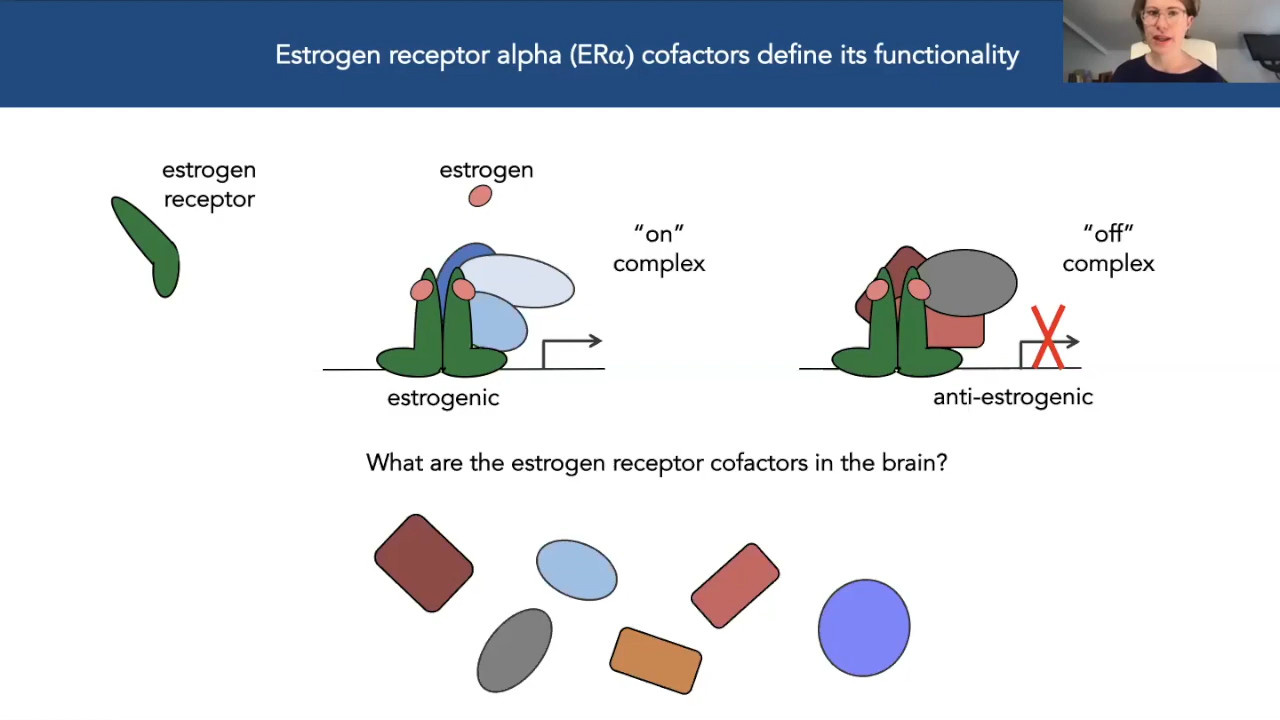 Estrogen receptor alpha (ERα) cofactors define its functionality
estrogen
receptor
estrogen
“on”
complex
“off”
complex
estrogenic
anti-estrogenic
What are the estrogen receptor cofactors in the brain?